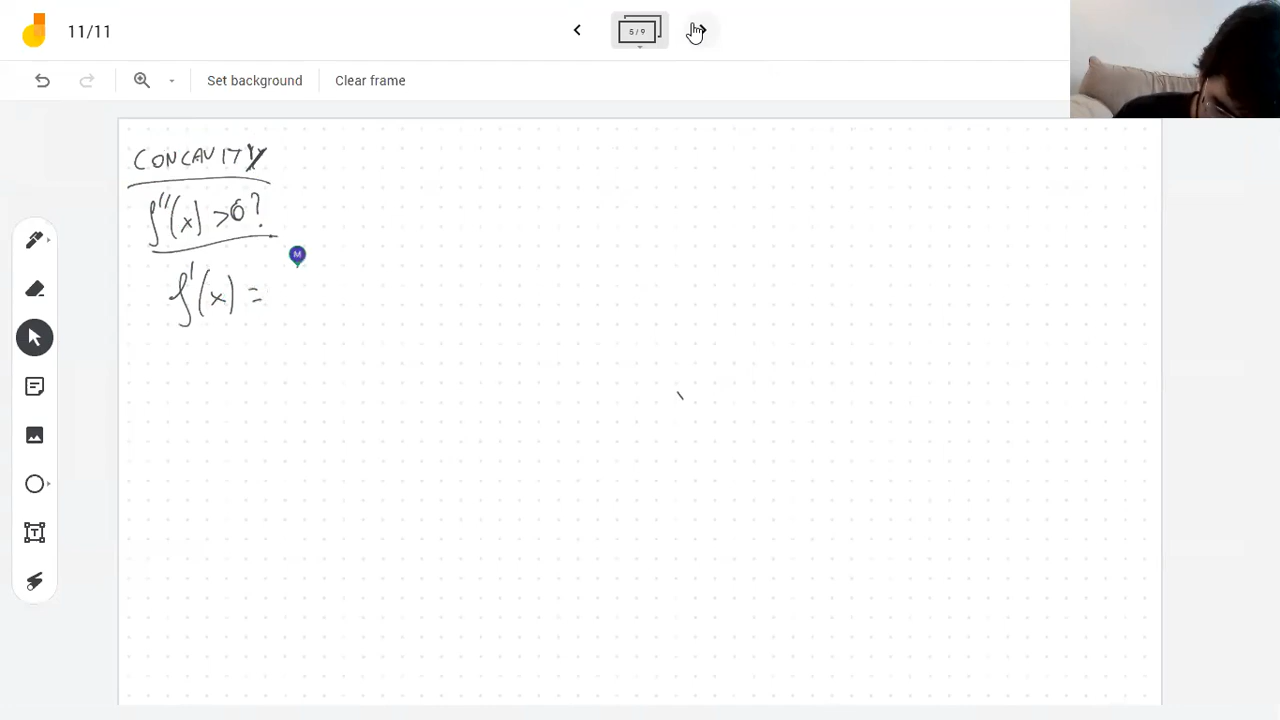 11/11
5 / 9
Set background
Clear frame
CONCAVITY
f''(x) >0?
M
f'(x) =
T